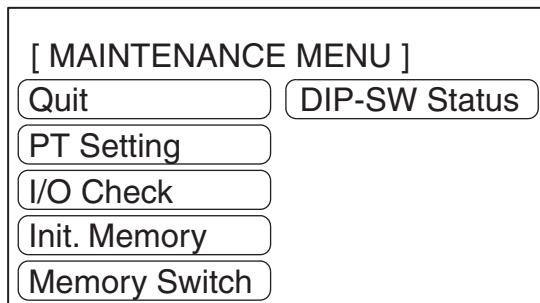 [ MAINTENANCE MENU ]
Quit
DIP-SW Status
PT Setting
I/O Check
Init. Memory
Memory Switch